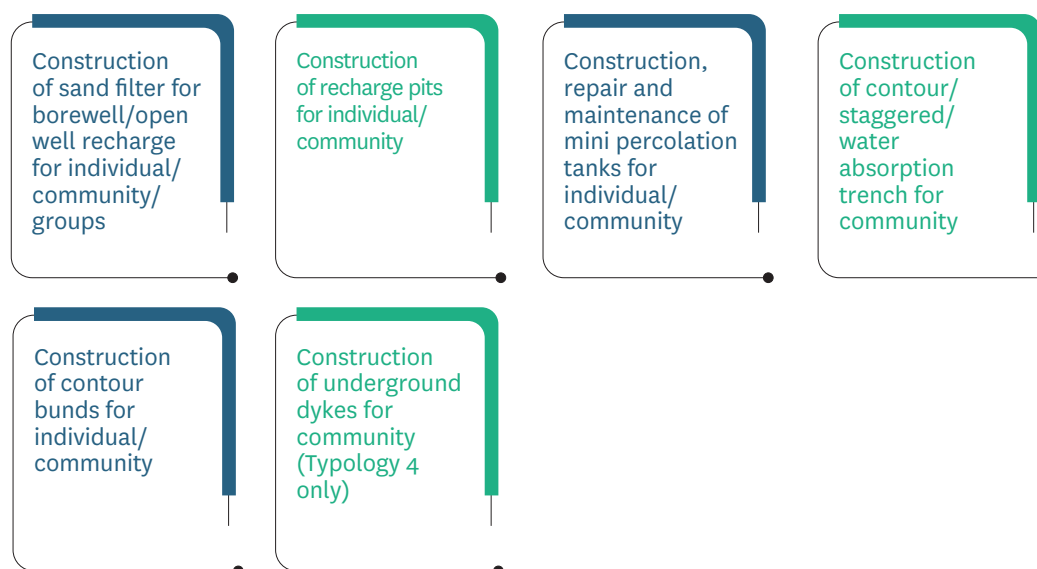 Construction
of sand filter for
borewell/open
well recharge
for individual/
community/
groups
Construction
of recharge pits
for individual/
community
Construction,
repair and
maintenance of
mini percolation
tanks for
individual/
community
Construction
of contour/
staggered/
water
absorption
trench for
community
Construction
of contour
bunds for
individual/
community
Construction
of underground
dykes for
community
(Typology 4
only)